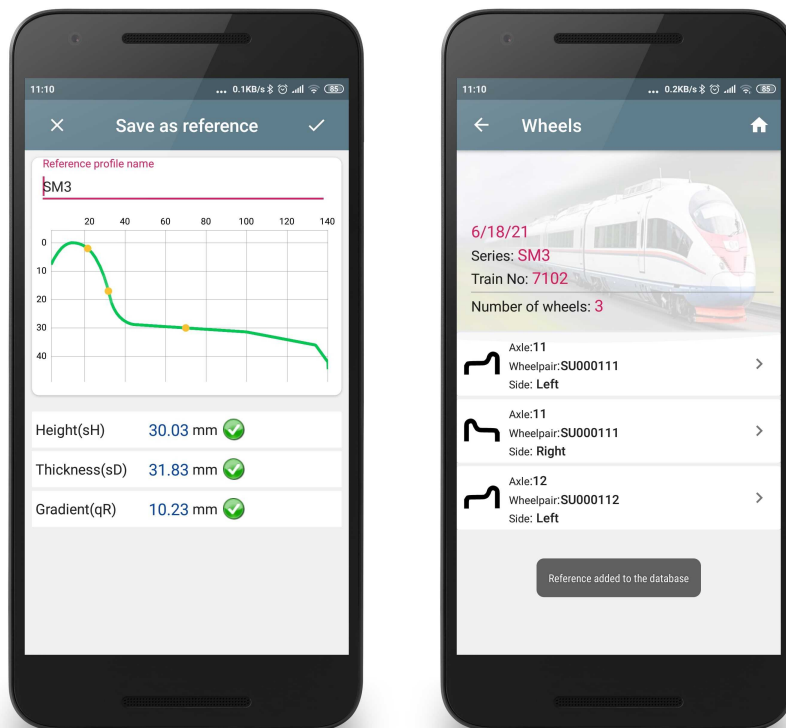 11:10
... 0.1KB/s 85
Save as reference
Reference profile name
SM3
20 40 60 80 100 120 140
0
10
20
30
40
Height(sH) 30.03 mm
Thickness(sD) 31.83 mm
Gradient(qR) 10.23 mm
11:10
... 0.2KB/s 85
Wheels
6/18/21
Series: SM3
Train No: 7102
Number of wheels: 3
Axle:11
Wheelpair:SU000111
Side: Left
Axle:11
Wheelpair:SU000111
Side: Right
Axle:12
Wheelpair:SU000112
Side: Left
Reference added to the database